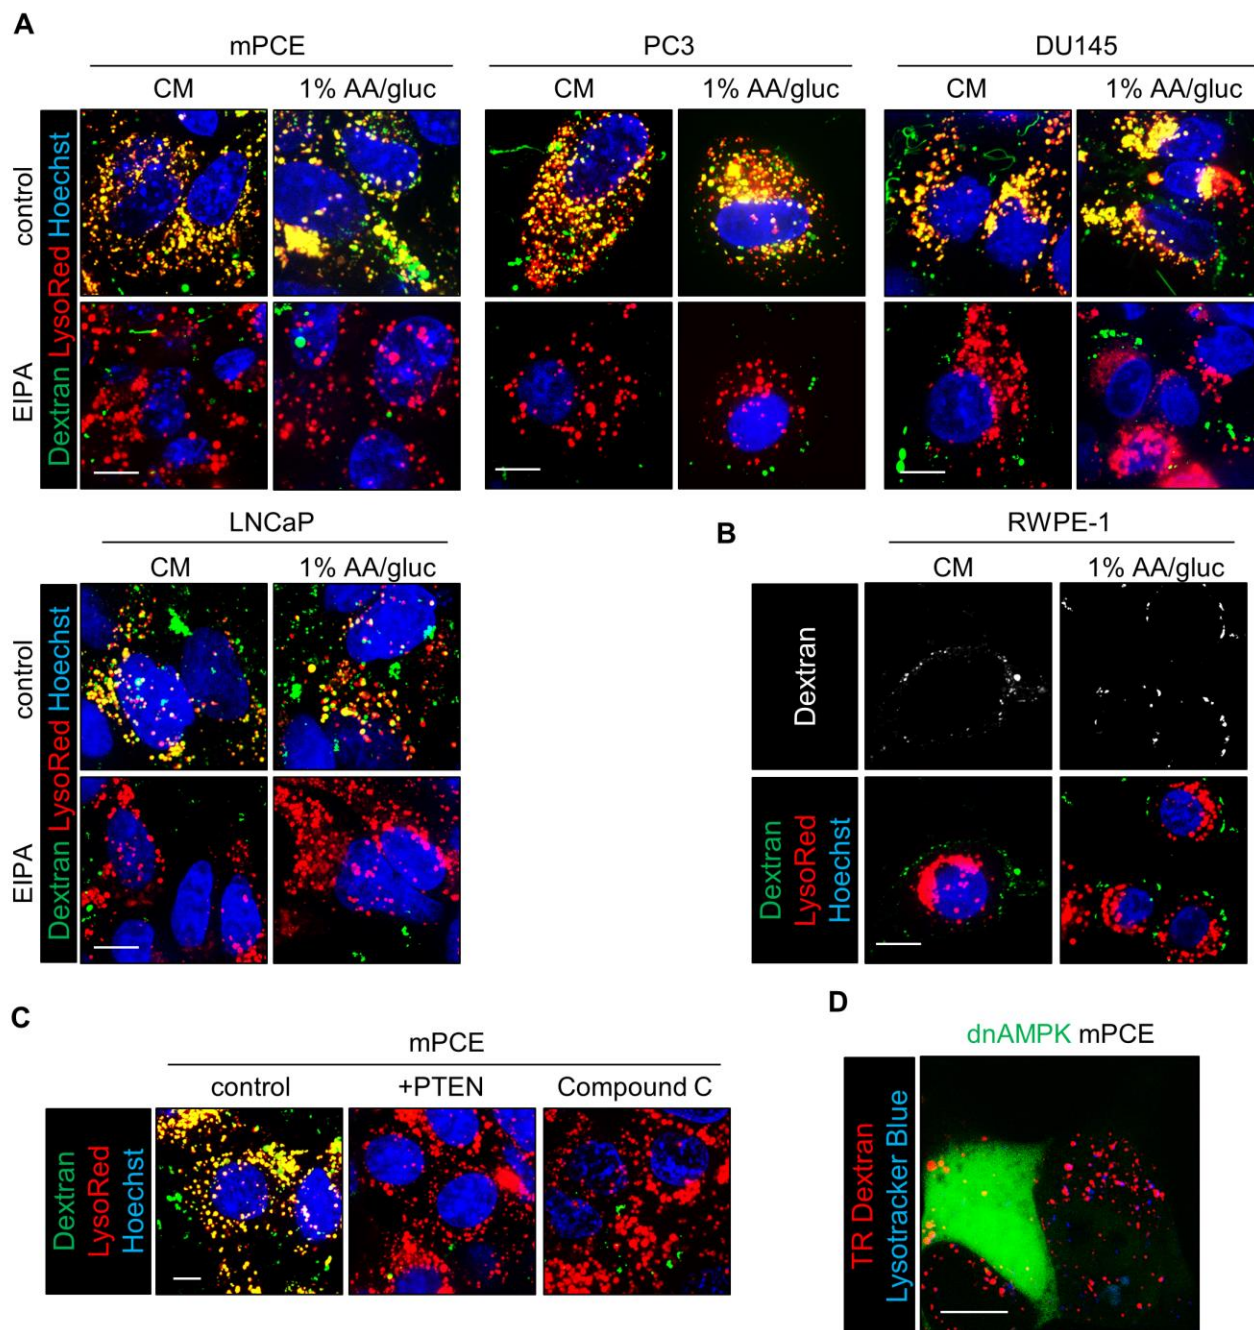 A
mPCE
PC3
DU145
CM
1% AA/gluc
CM
1% AA/gluc
CM
1% AA/gluc
control
EIPA
Dextran LysoRed Hoechst
LNCaP
CM
1% AA/gluc
control
EIPA
Dextran LysoRed Hoechst
B
RWPE-1
CM
1% AA/gluc
Dextran
Dextran
LysoRed
Hoechst
C
mPCE
control
+PTEN
Compound C
Dextran
LysoRed
Hoechst
D
dnAMPK mPCE
TR Dextran
Lysotracker Blue